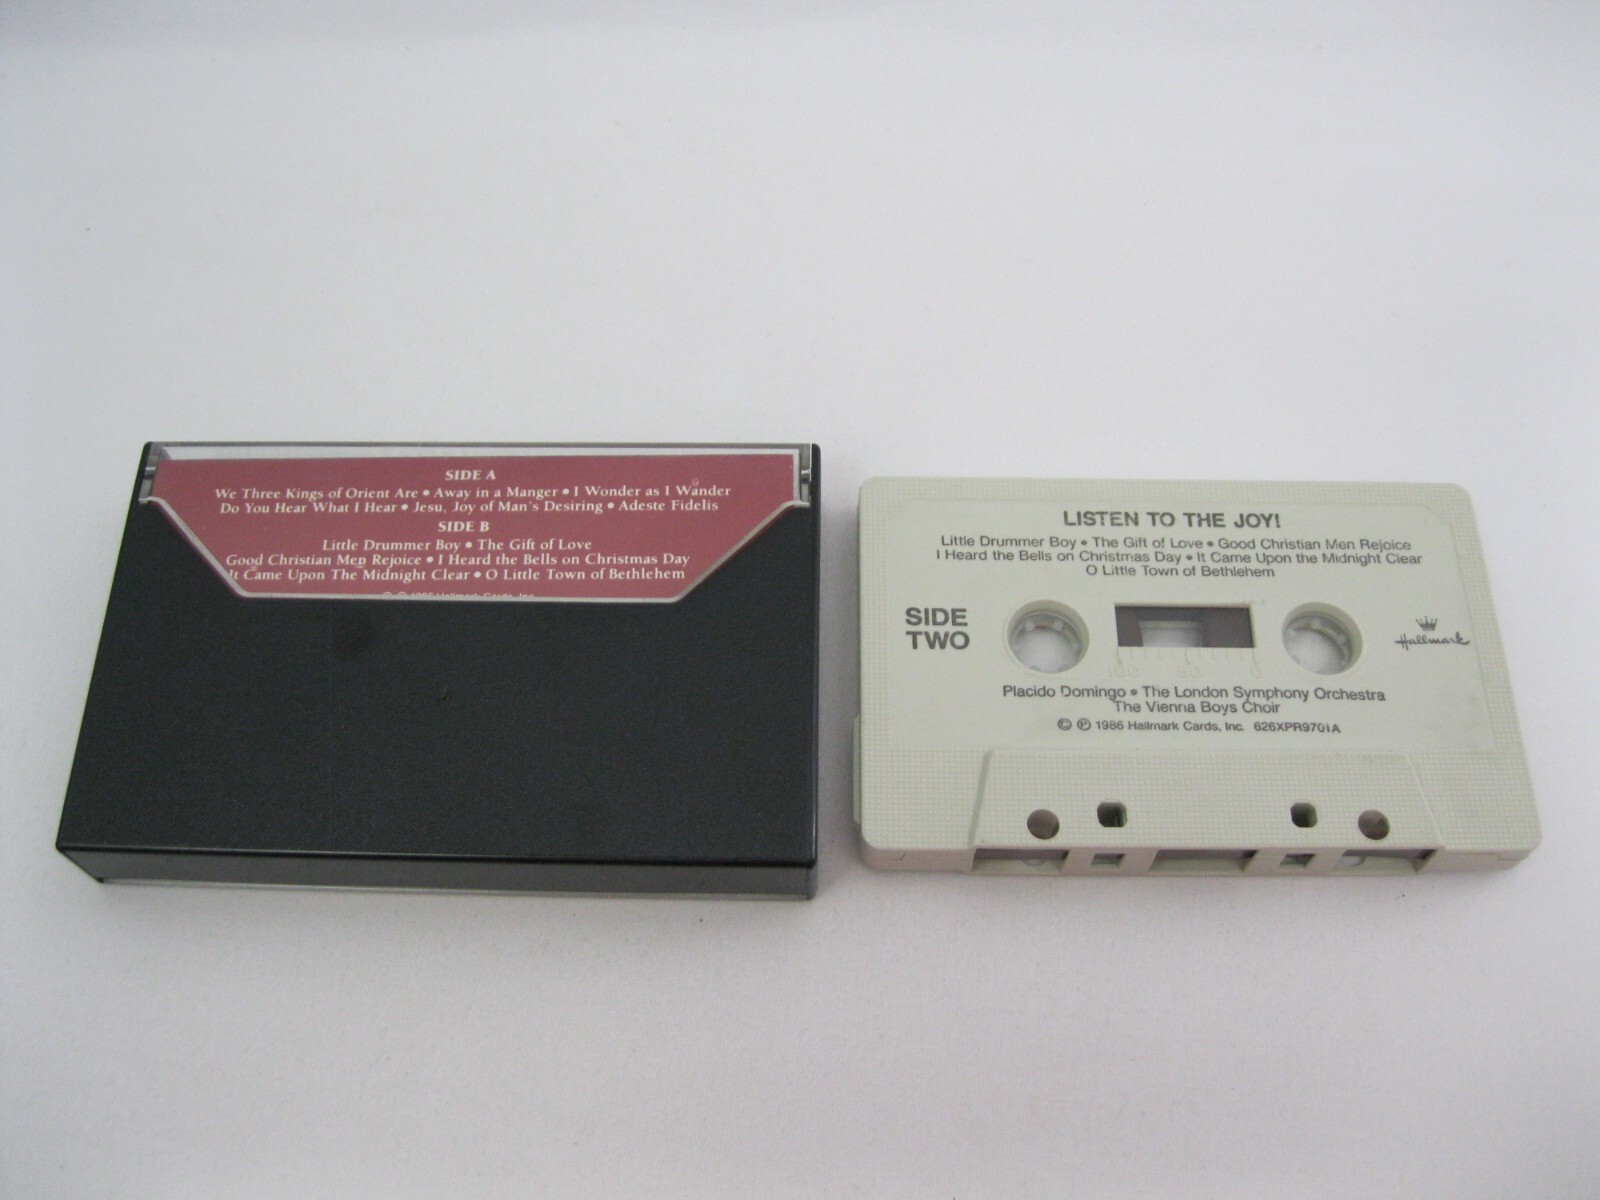 SIDE A
We Three Kings of Orient Are • Away in a Manger • I Wonder as I Wander
Do You Hear What I Hear • Jesu, Joy of Man's Desiring • Adeste Fidelis
SIDE B
Little Drummer Boy • The Gift of Love
Good Christian Men Rejoice • I Heard the Bells on Christmas Day
It Came Upon The Midnight Clear • O Little Town of Bethlehem
© ℗ 1986 Hallmark Cards, Inc.
LISTEN TO THE JOY!
Little Drummer Boy • The Gift of Love • Good Christian Men Rejoice
I Heard the Bells on Christmas Day • It Came Upon the Midnight Clear
O Little Town of Bethlehem
SIDE
TWO
Hallmark
Placido Domingo • The London Symphony Orchestra
The Vienna Boys Choir
© ℗ 1986 Hallmark Cards, Inc. 626XPR9701A